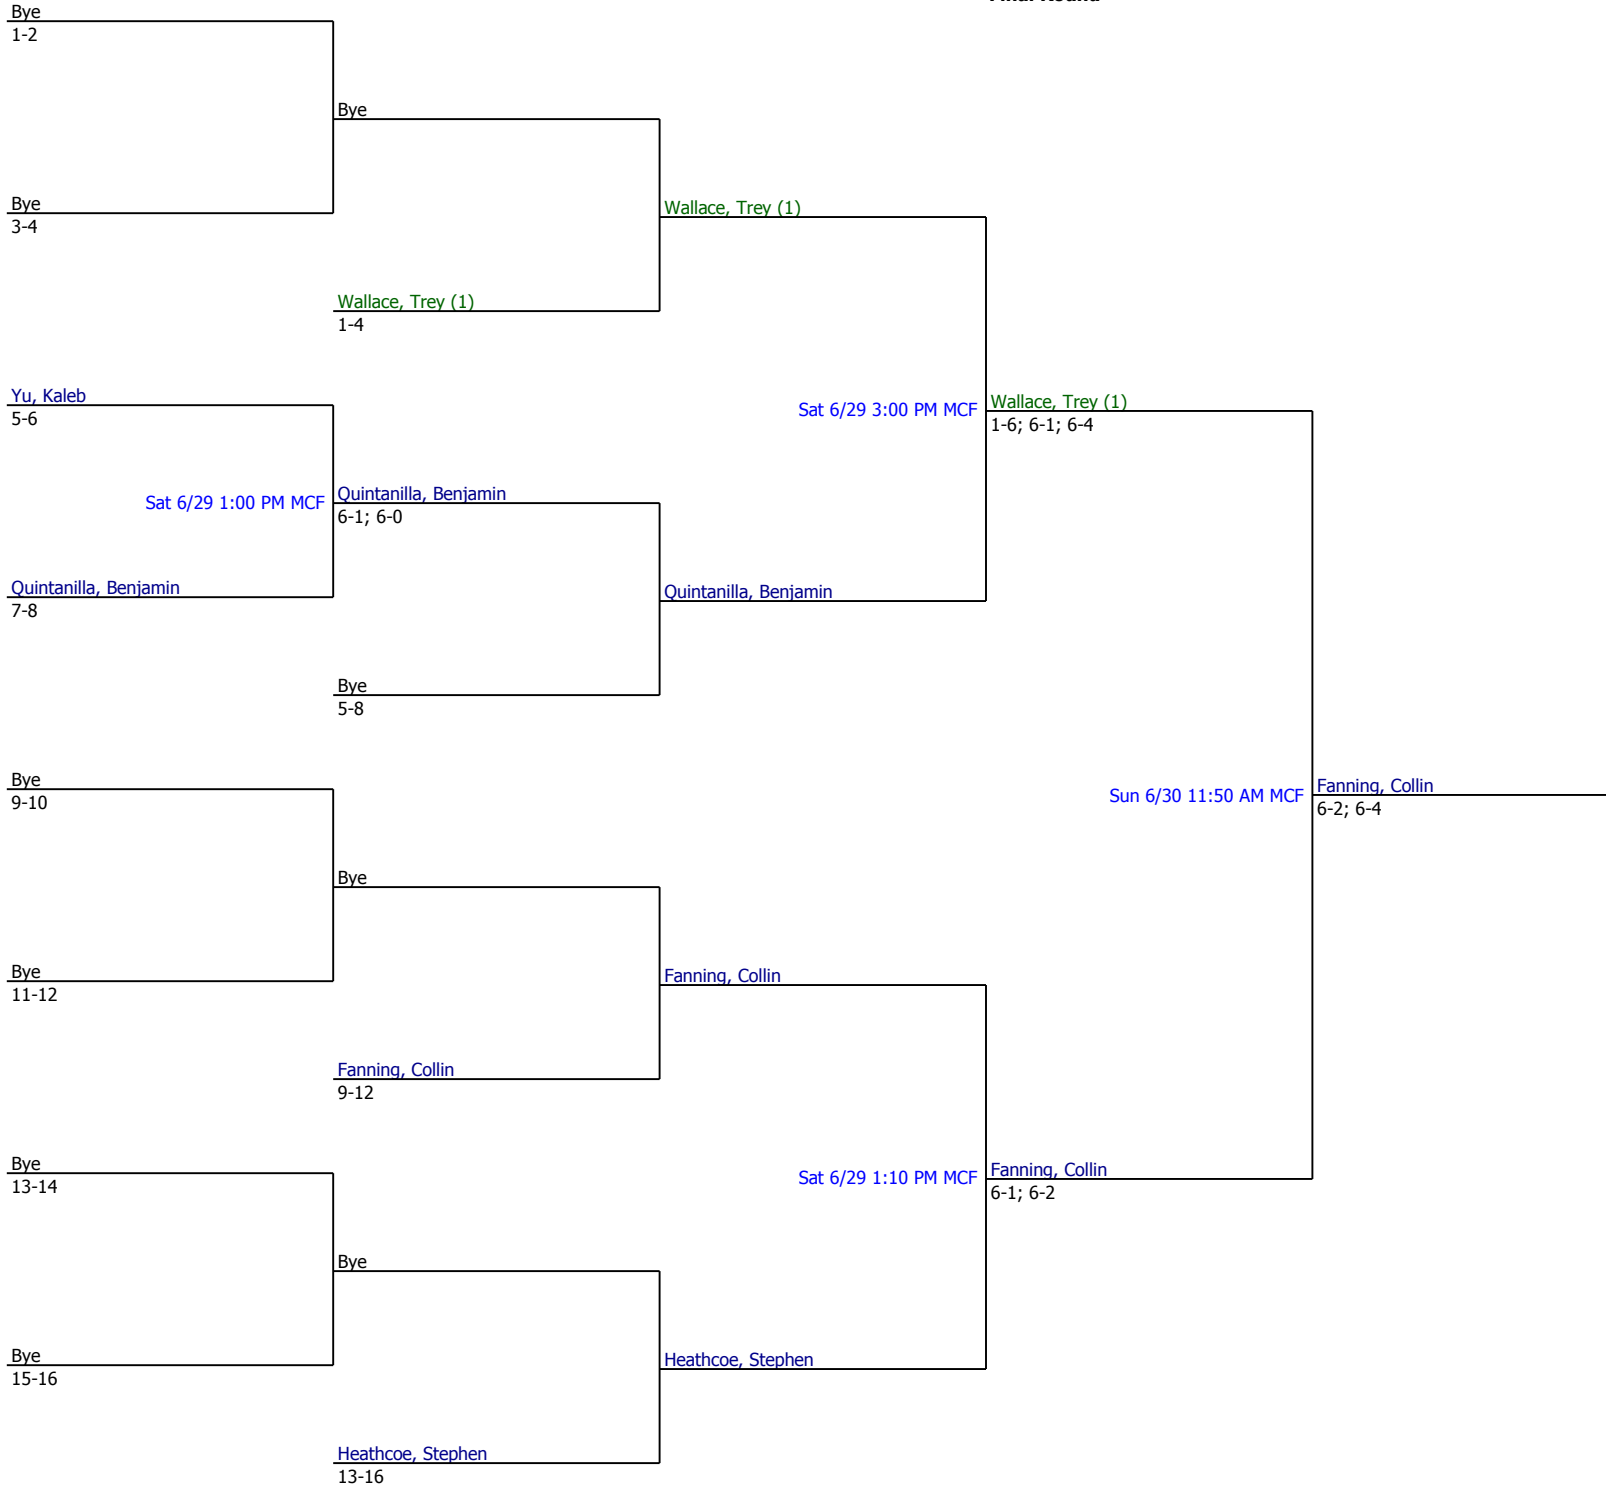 Final Round
Bye
1-2
Bye
Bye
3-4
Wallace, Trey (1)
Wallace, Trey (1)
1-4
Yu, Kaleb
5-6
Sat 6/29 3:00 PM MCF
Wallace, Trey (1)
1-6; 6-1; 6-4
Sat 6/29 1:00 PM MCF
Quintanilla, Benjamin
6-1; 6-0
Quintanilla, Benjamin
7-8
Quintanilla, Benjamin
Bye
5-8
Bye
9-10
Sun 6/30 11:50 AM MCF
Fanning, Collin
6-2; 6-4
Bye
Bye
11-12
Fanning, Collin
Fanning, Collin
9-12
Bye
13-14
Sat 6/29 1:10 PM MCF
Fanning, Collin
6-1; 6-2
Bye
Bye
15-16
Heathcoe, Stephen
Heathcoe, Stephen
13-16